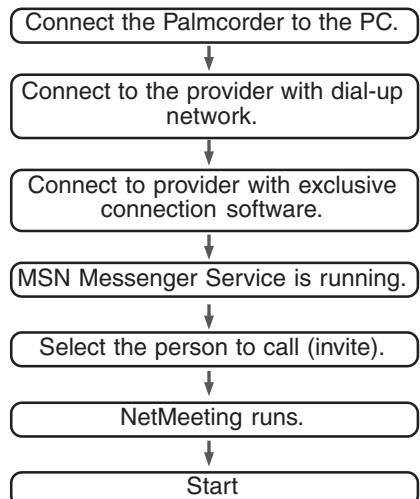 Connect the Palmcorder to the PC.
Connect to the provider with dial-up
network.
Connect to provider with exclusive
connection software.
MSN Messenger Service is running.
Select the person to call (invite).
NetMeeting runs.
Start